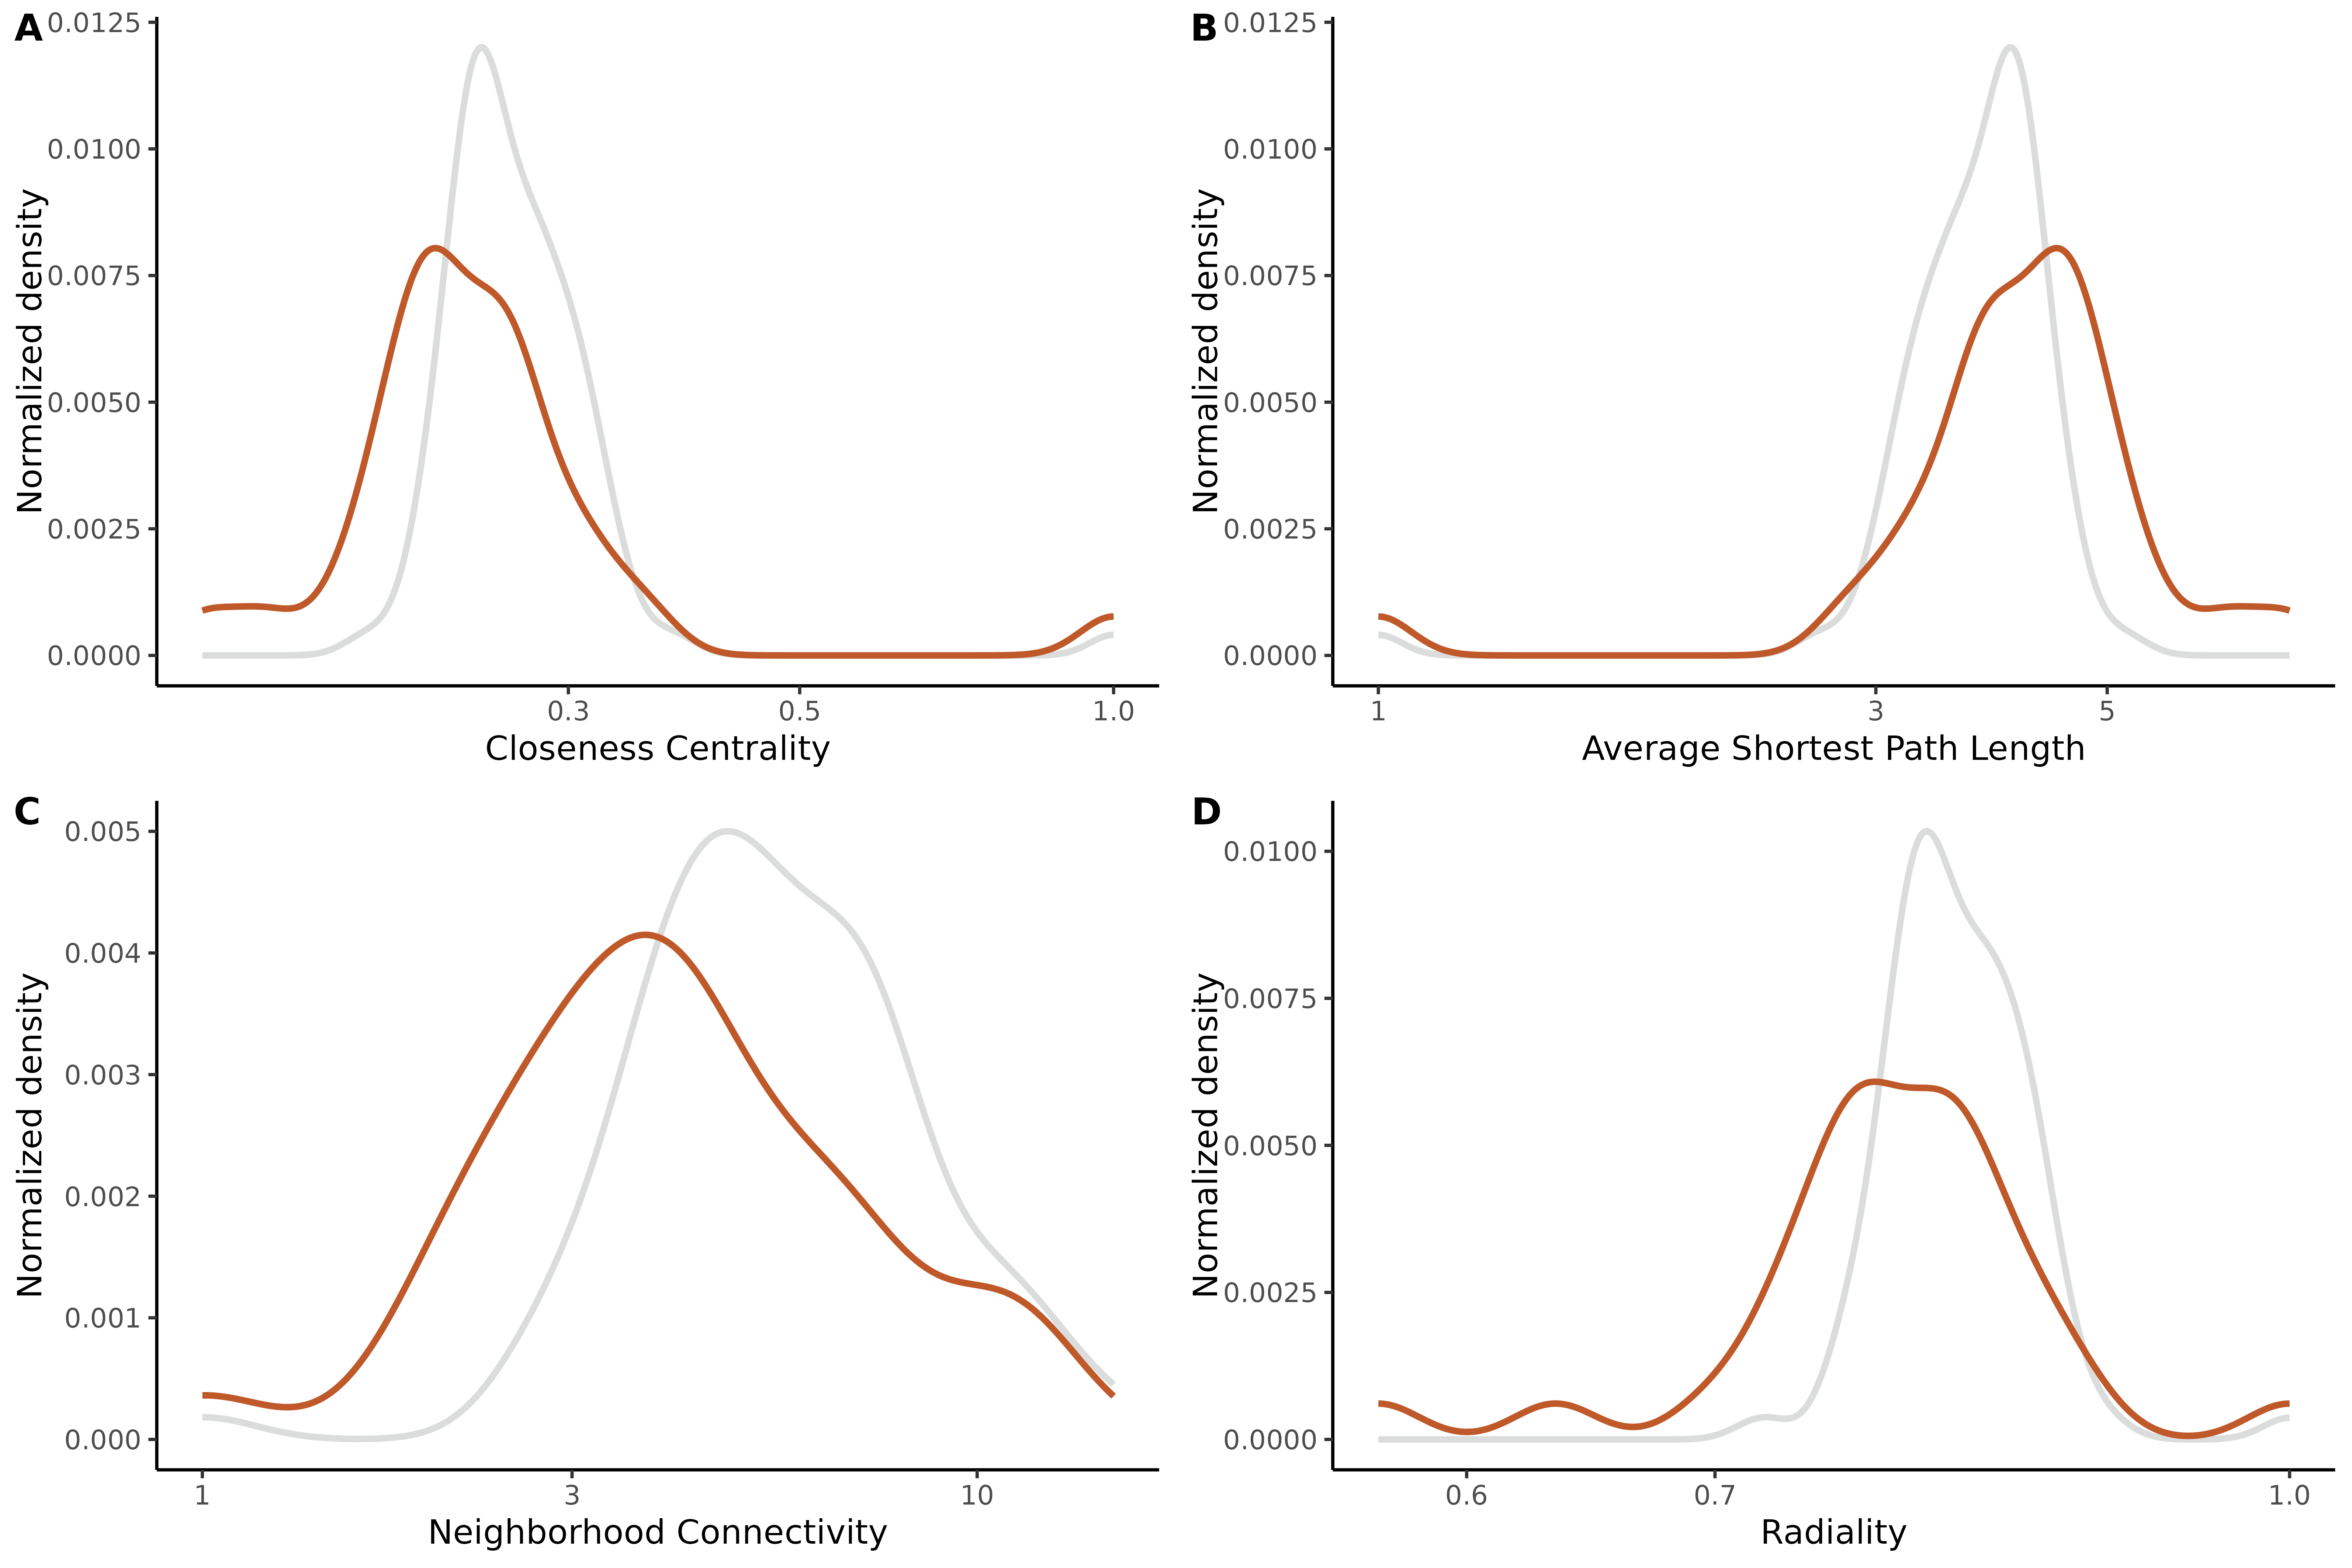 A
Normalized density
0.0125
0.0100
0.0075
0.0050
0.0025
0.0000
0.3 0.5 1.0
Closeness Centrality
B
Normalized density
0.0125
0.0100
0.0075
0.0050
0.0025
0.0000
1 3 5
Average Shortest Path Length
C
Normalized density
0.005
0.004
0.003
0.002
0.001
0.000
1 3 10
Neighborhood Connectivity
D
Normalized density
0.0100
0.0075
0.0050
0.0025
0.0000
0.6 0.7 1.0
Radiality